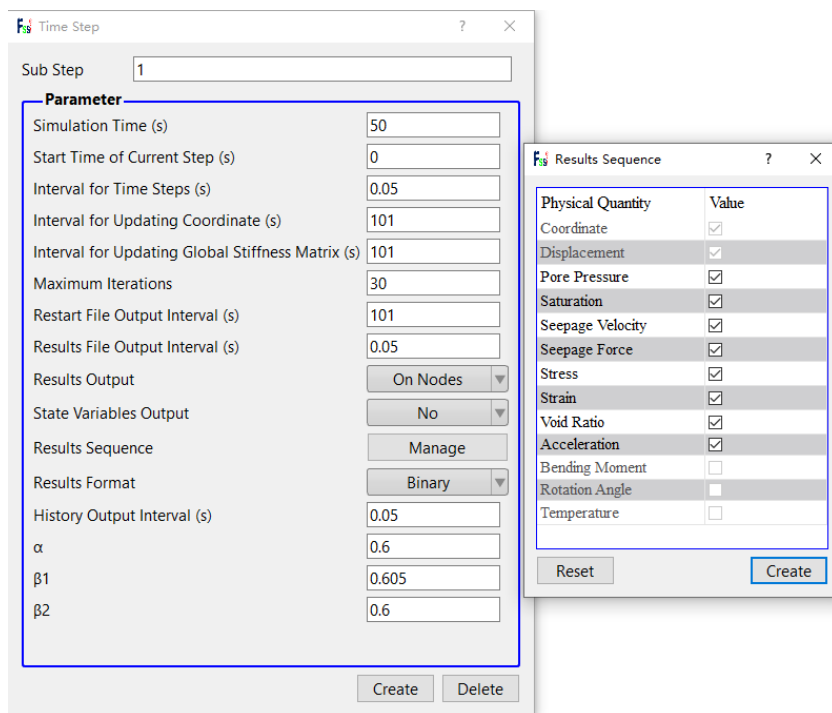 Time Step
Sub Step 1
Parameter
Simulation Time (s) 50
Start Time of Current Step (s) 0
Interval for Time Steps (s) 0.05
Interval for Updating Coordinate (s) 101
Interval for Updating Global Stiffness Matrix (s) 101
Maximum Iterations 30
Restart File Output Interval (s) 101
Results File Output Interval (s) 0.05
Results Output On Nodes
State Variables Output No
Results Sequence Manage
Results Format Binary
History Output Interval (s) 0.05
α 0.6
β1 0.605
β2 0.6
Create Delete
Results Sequence
Physical Quantity Value
Coordinate
Displacement
Pore Pressure
Saturation
Seepage Velocity
Seepage Force
Stress
Strain
Void Ratio
Acceleration
Bending Moment
Rotation Angle
Temperature
Reset Create